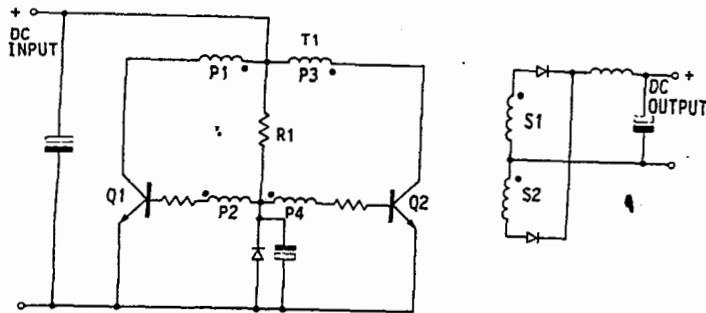 +
DC
INPUT
P1
T1
P3
R1
Q1
P2
P4
Q2
S1
S2
+
DC
OUTPUT